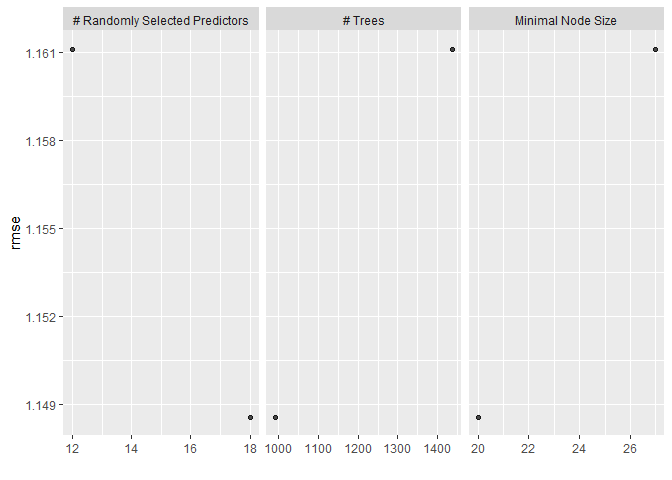 # Randomly Selected Predictors
# Trees
Minimal Node Size
rmse
1.161
1.158
1.155
1.152
1.149
12 14 16 18
1000 1100 1200 1300 1400
20 22 24 26